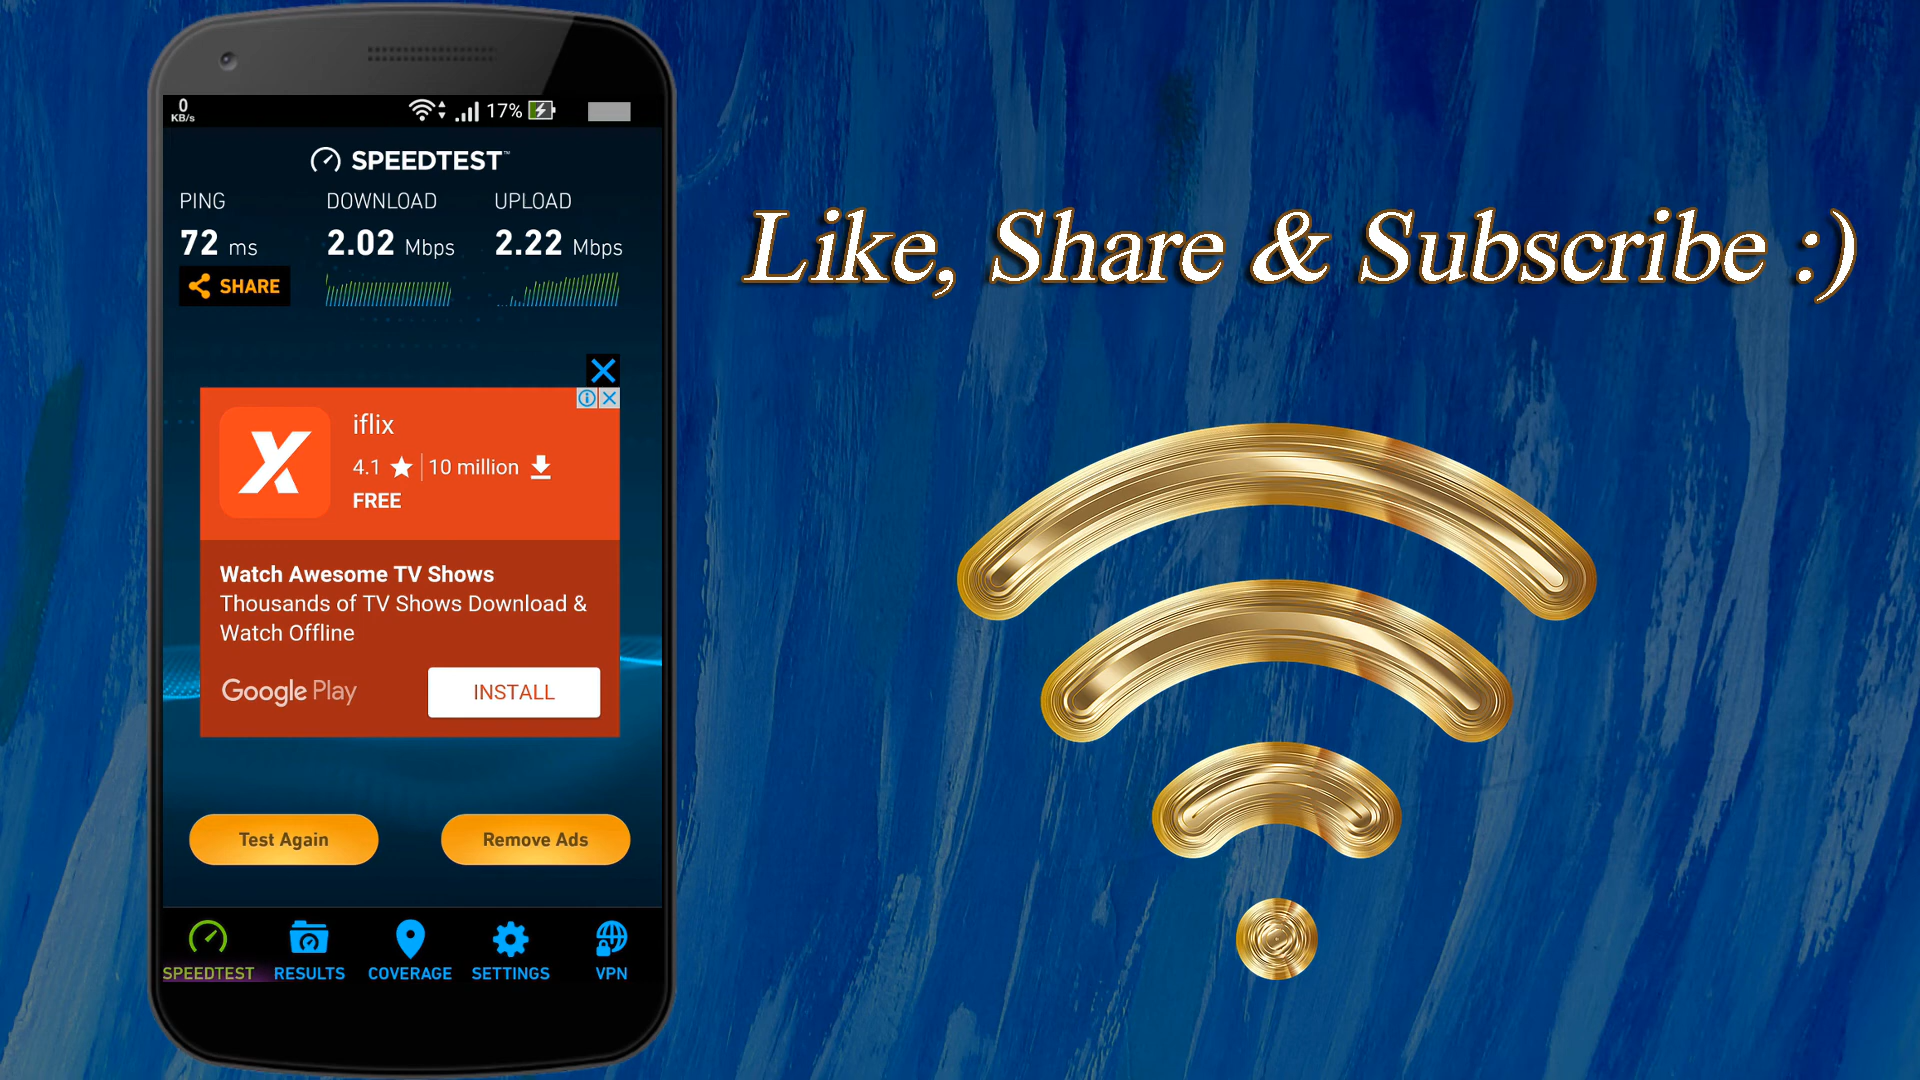 0
KB/s
17%
SPEEDTEST™
PING
DOWNLOAD
UPLOAD
72 ms
2.02 Mbps
2.22 Mbps
SHARE
iflix
4.1 ★ | 10 million
FREE
Watch Awesome TV Shows
Thousands of TV Shows Download &
Watch Offline
Google Play
INSTALL
Test Again
Remove Ads
SPEEDTEST
RESULTS
COVERAGE
SETTINGS
VPN
Like, Share & Subscribe :)